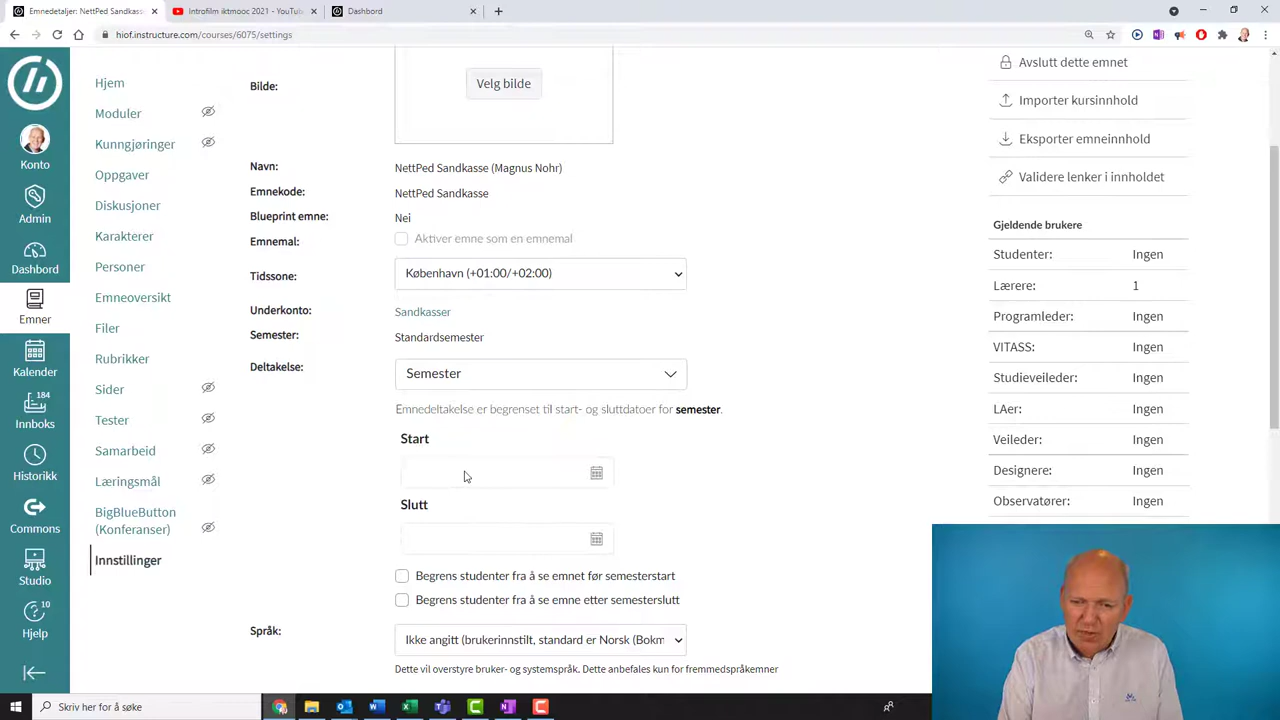 Emnedetaljer: NettPed Sandkass
Introfilm iktmooc 2021 - YouTub
Dashbord
hiof.instructure.com/courses/6075/settings
Konto
Admin
Dashbord
Emner
Kalender
184
Innboks
Historikk
Commons
Studio
10
Hjelp
Hjem
Moduler
Kunngjøringer
Oppgaver
Diskusjoner
Karakterer
Personer
Emneoversikt
Filer
Rubrikker
Sider
Tester
Samarbeid
Læringsmål
BigBlueButton
(Konferanser)
Innstillinger
Bilde:
Velg bilde
Navn:
NettPed Sandkasse (Magnus Nohr)
Emnekode:
NettPed Sandkasse
Blueprint emne:
Nei
Emnemal:
Aktiver emne som en emnemal
Tidssone:
København (+01:00/+02:00)
Underkonto:
Sandkasser
Semester:
Standardsemester
Deltakelse:
Semester
Emnedeltakelse er begrenset til start- og sluttdatoer for semester.
Start
Slutt
Begrens studenter fra å se emnet før semesterstart
Begrens studenter fra å se emne etter semesterslutt
Språk:
Ikke angitt (brukerinnstilt, standard er Norsk (Bokm
Dette vil overstyre bruker- og systemspråk. Dette anbefales kun for fremmedspråkemner
Avslutt dette emnet
Importer kursinnhold
Eksporter emneinnhold
Validere lenker i innholdet
Gjeldende brukere
Studenter: Ingen
Lærere: 1
Programleder: Ingen
VITASS: Ingen
Studieveileder: Ingen
LAer: Ingen
Veileder: Ingen
Designere: Ingen
Observatører: Ingen
Skriv her for å søke